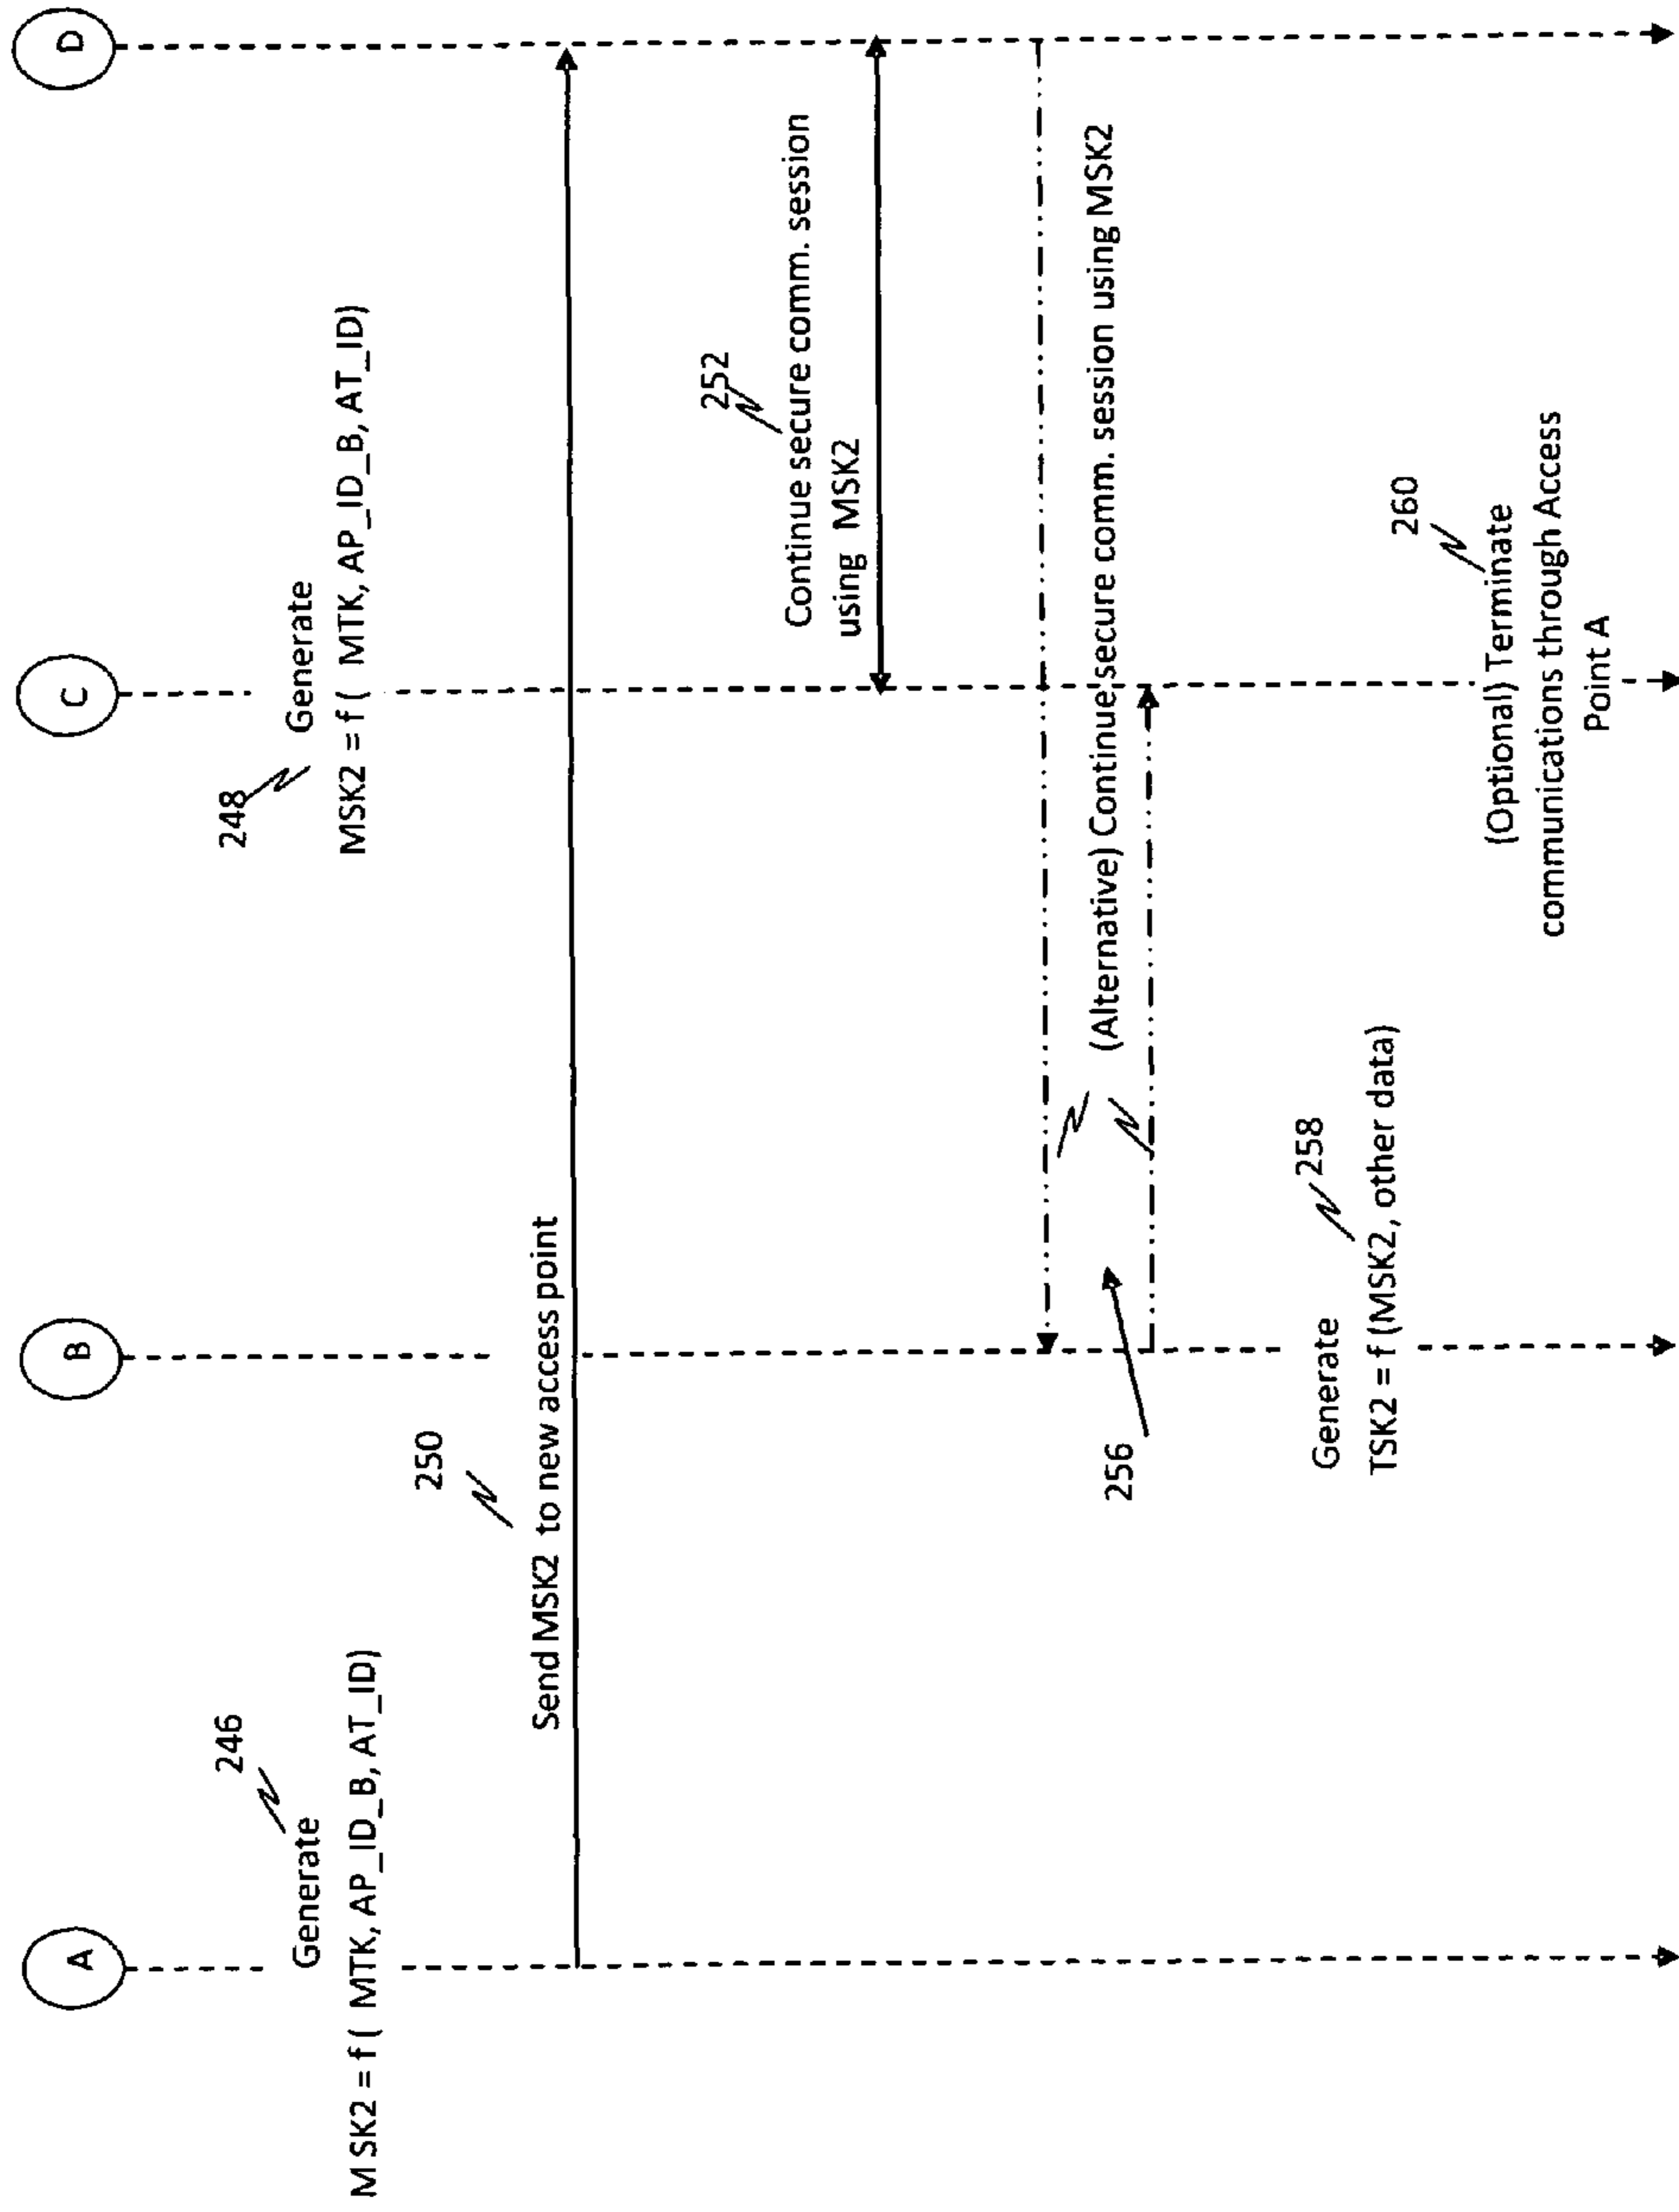 A
B
C
D
246
Generate
MSK2 = f ( MTK, AP_ID_B, AT_ID)
248
Generate
MSK2 = f ( MTK, AP_ID_B, AT_ID)
250
Send MSK2 to new access point
252
Continue secure comm. session
using MSK2
(Alternative) Continue secure comm. session using MSK2
256
258
Generate
TSK2 = f (MSK2, other data)
260
(Optional) Terminate
communications through Access
Point A